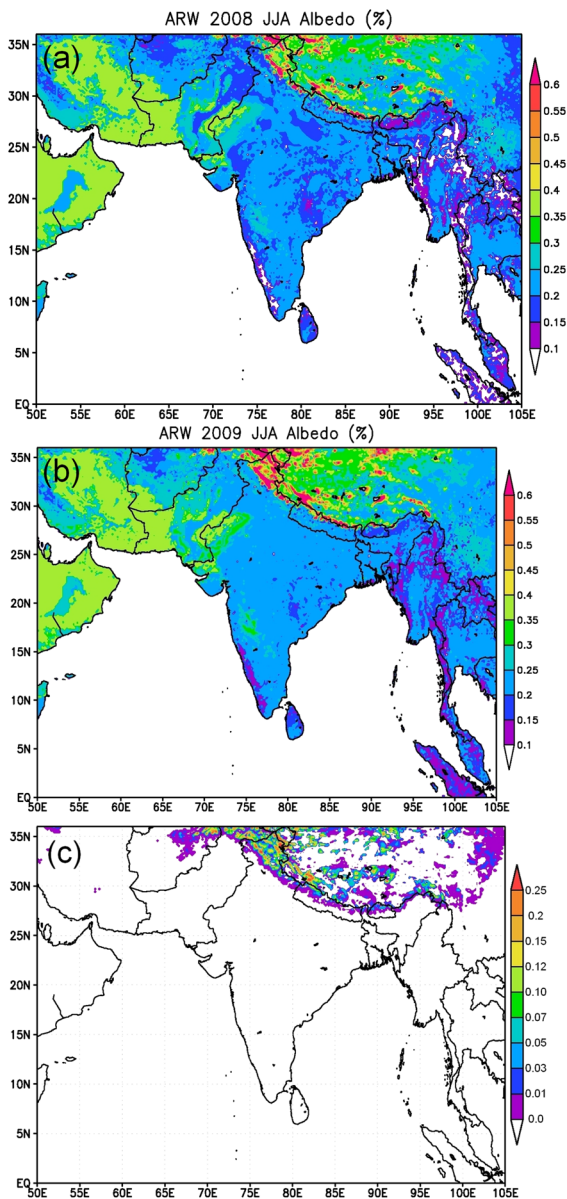 ARW 2008 JJA Albedo (%)
(a)
35N
30N
25N
20N
15N
10N
5N
EQ
50E 55E 60E 65E 70E 75E 80E 85E 90E 95E 100E 105E
0.6
0.55
0.5
0.45
0.4
0.35
0.3
0.25
0.2
0.15
0.1
ARW 2009 JJA Albedo (%)
(b)
35N
30N
25N
20N
15N
10N
5N
EQ
50E 55E 60E 65E 70E 75E 80E 85E 90E 95E 100E 105E
0.6
0.55
0.5
0.45
0.4
0.35
0.3
0.25
0.2
0.15
0.1
(c)
35N
30N
25N
20N
15N
10N
5N
EQ
50E 55E 60E 65E 70E 75E 80E 85E 90E 95E 100E 105E
0.25
0.2
0.15
0.12
0.10
0.07
0.05
0.03
0.01
0.0